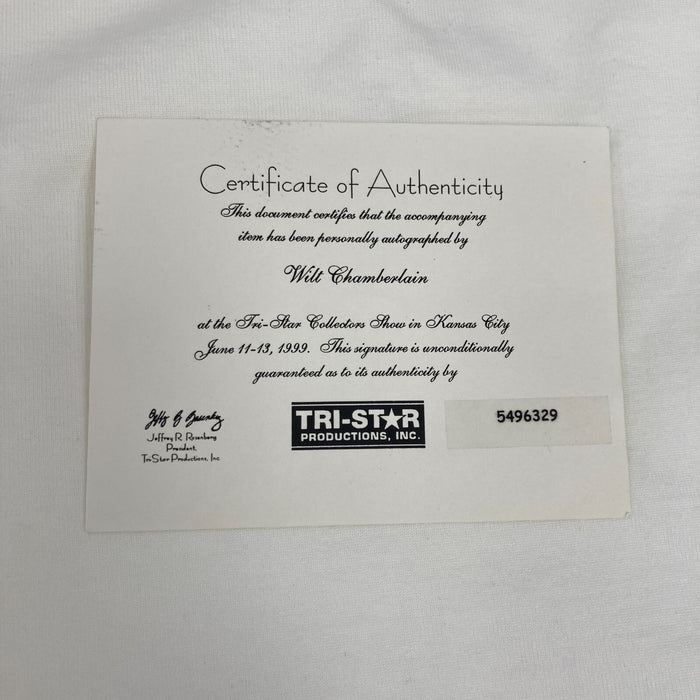 Certificate of Authenticity
This document certifies that the accompanying
item has been personally autographed by
Wilt Chamberlain
at the Tri-Star Collectors Show in Kansas City
June 11-13, 1999. This signature is unconditionally
guaranteed as to its authenticity by
Jeffrey R. Rosenberg
President,
Tri-Star Productions, Inc.
TRI-STAR
PRODUCTIONS, INC.
5496329